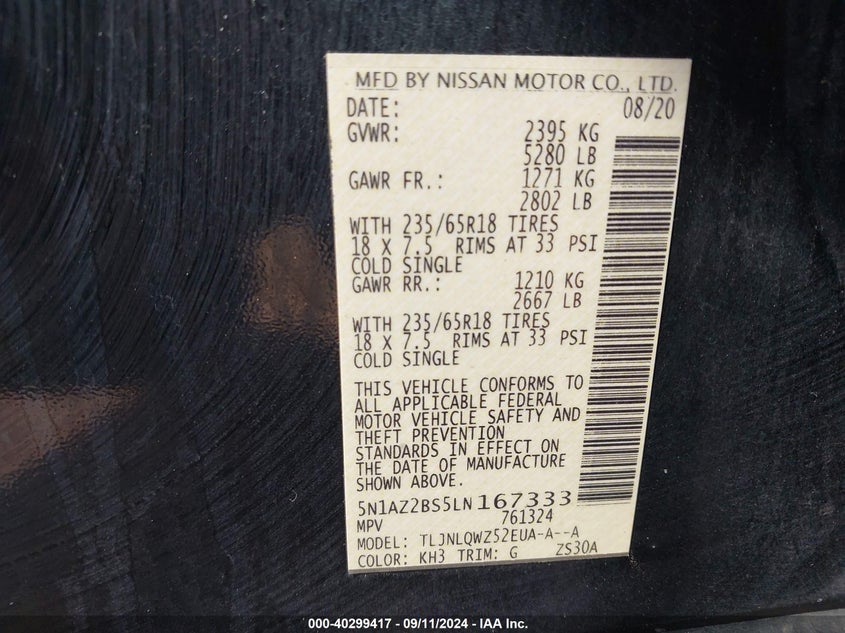 MFD BY NISSAN MOTOR CO., LTD.
DATE: 08/20
GVWR: 2395 KG
5280 LB
GAWR FR.: 1271 KG
2802 LB
WITH 235/65R18 TIRES
18 X 7.5 RIMS AT 33 PSI
COLD SINGLE
GAWR RR.: 1210 KG
2667 LB
WITH 235/65R18 TIRES
18 X 7.5 RIMS AT 33 PSI
COLD SINGLE
THIS VEHICLE CONFORMS TO
ALL APPLICABLE FEDERAL
MOTOR VEHICLE SAFETY AND
THEFT PREVENTION
STANDARDS IN EFFECT ON
THE DATE OF MANUFACTURE
SHOWN ABOVE.
5N1AZ2BS5LN167333
MPV 761324
MODEL: TLJNLQWZ52EUA-A--A
COLOR: KH3 TRIM: G ZS30A
000-40299417 - 09/11/2024 - IAA Inc.